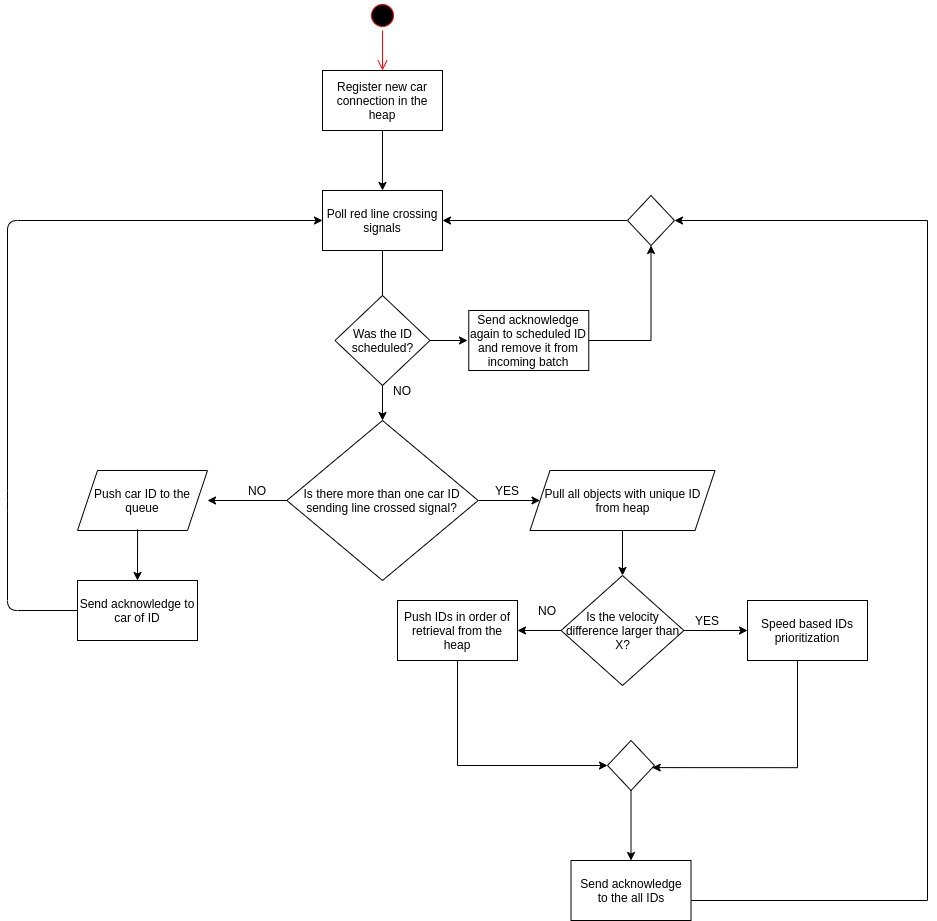 Register new car
connection in the
heap
Poll red line crossing
signals
Was the ID
scheduled?
Send acknowledge
again to scheduled ID
and remove it from
incoming batch
NO
Push car ID to the
queue
NO
Is there more than one car ID
sending line crossed signal?
YES
Pull all objects with unique ID
from heap
Send acknowledge to
car of ID
Push IDs in order of
retrieval from the
heap
NO
Is the velocity
difference larger than
X?
YES
Speed based IDs
prioritization
Send acknowledge
to the all IDs